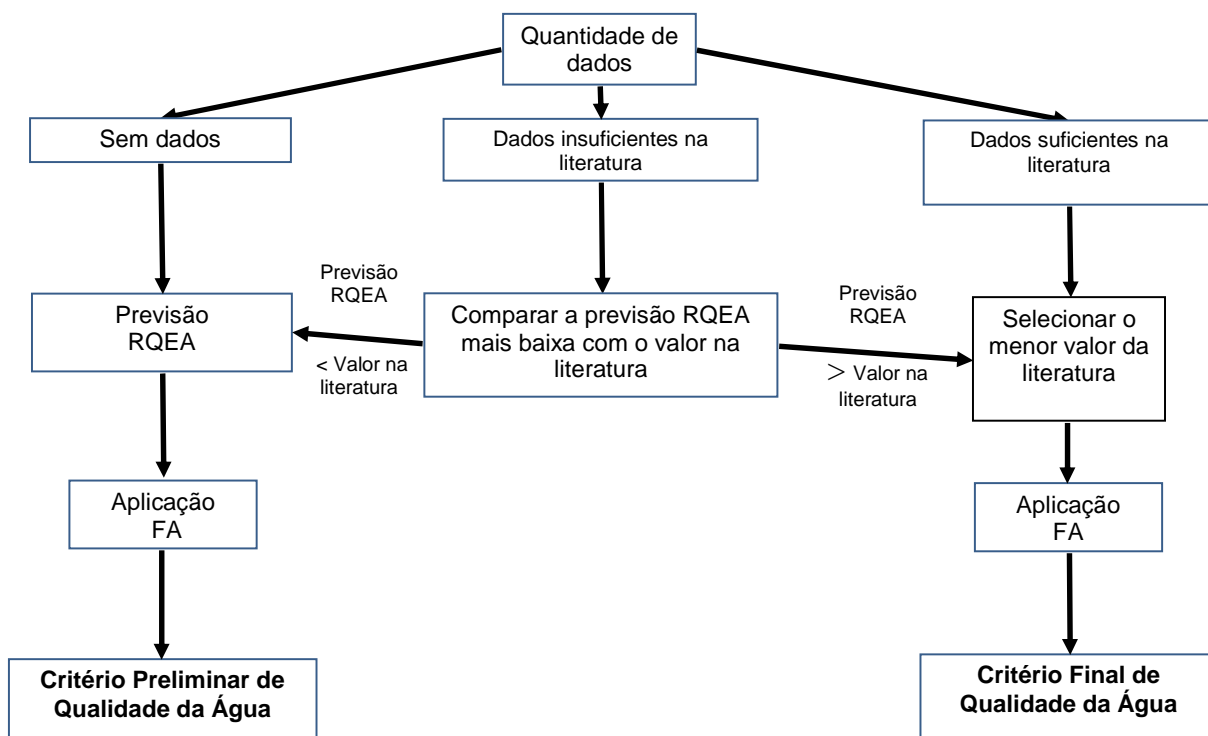 Quantidade de
dados
Sem dados
Dados insuficientes na
literatura
Dados suficientes na
literatura
Previsão
RQEA
Previsão
RQEA
< Valor na
literatura
Comparar a previsão RQEA
mais baixa com o valor na
literatura
Previsão
RQEA
> Valor na
literatura
Selecionar o
menor valor da
literatura
Aplicação
FA
Aplicação
FA
Critério Preliminar de
Qualidade da Água
Critério Final de
Qualidade da Água